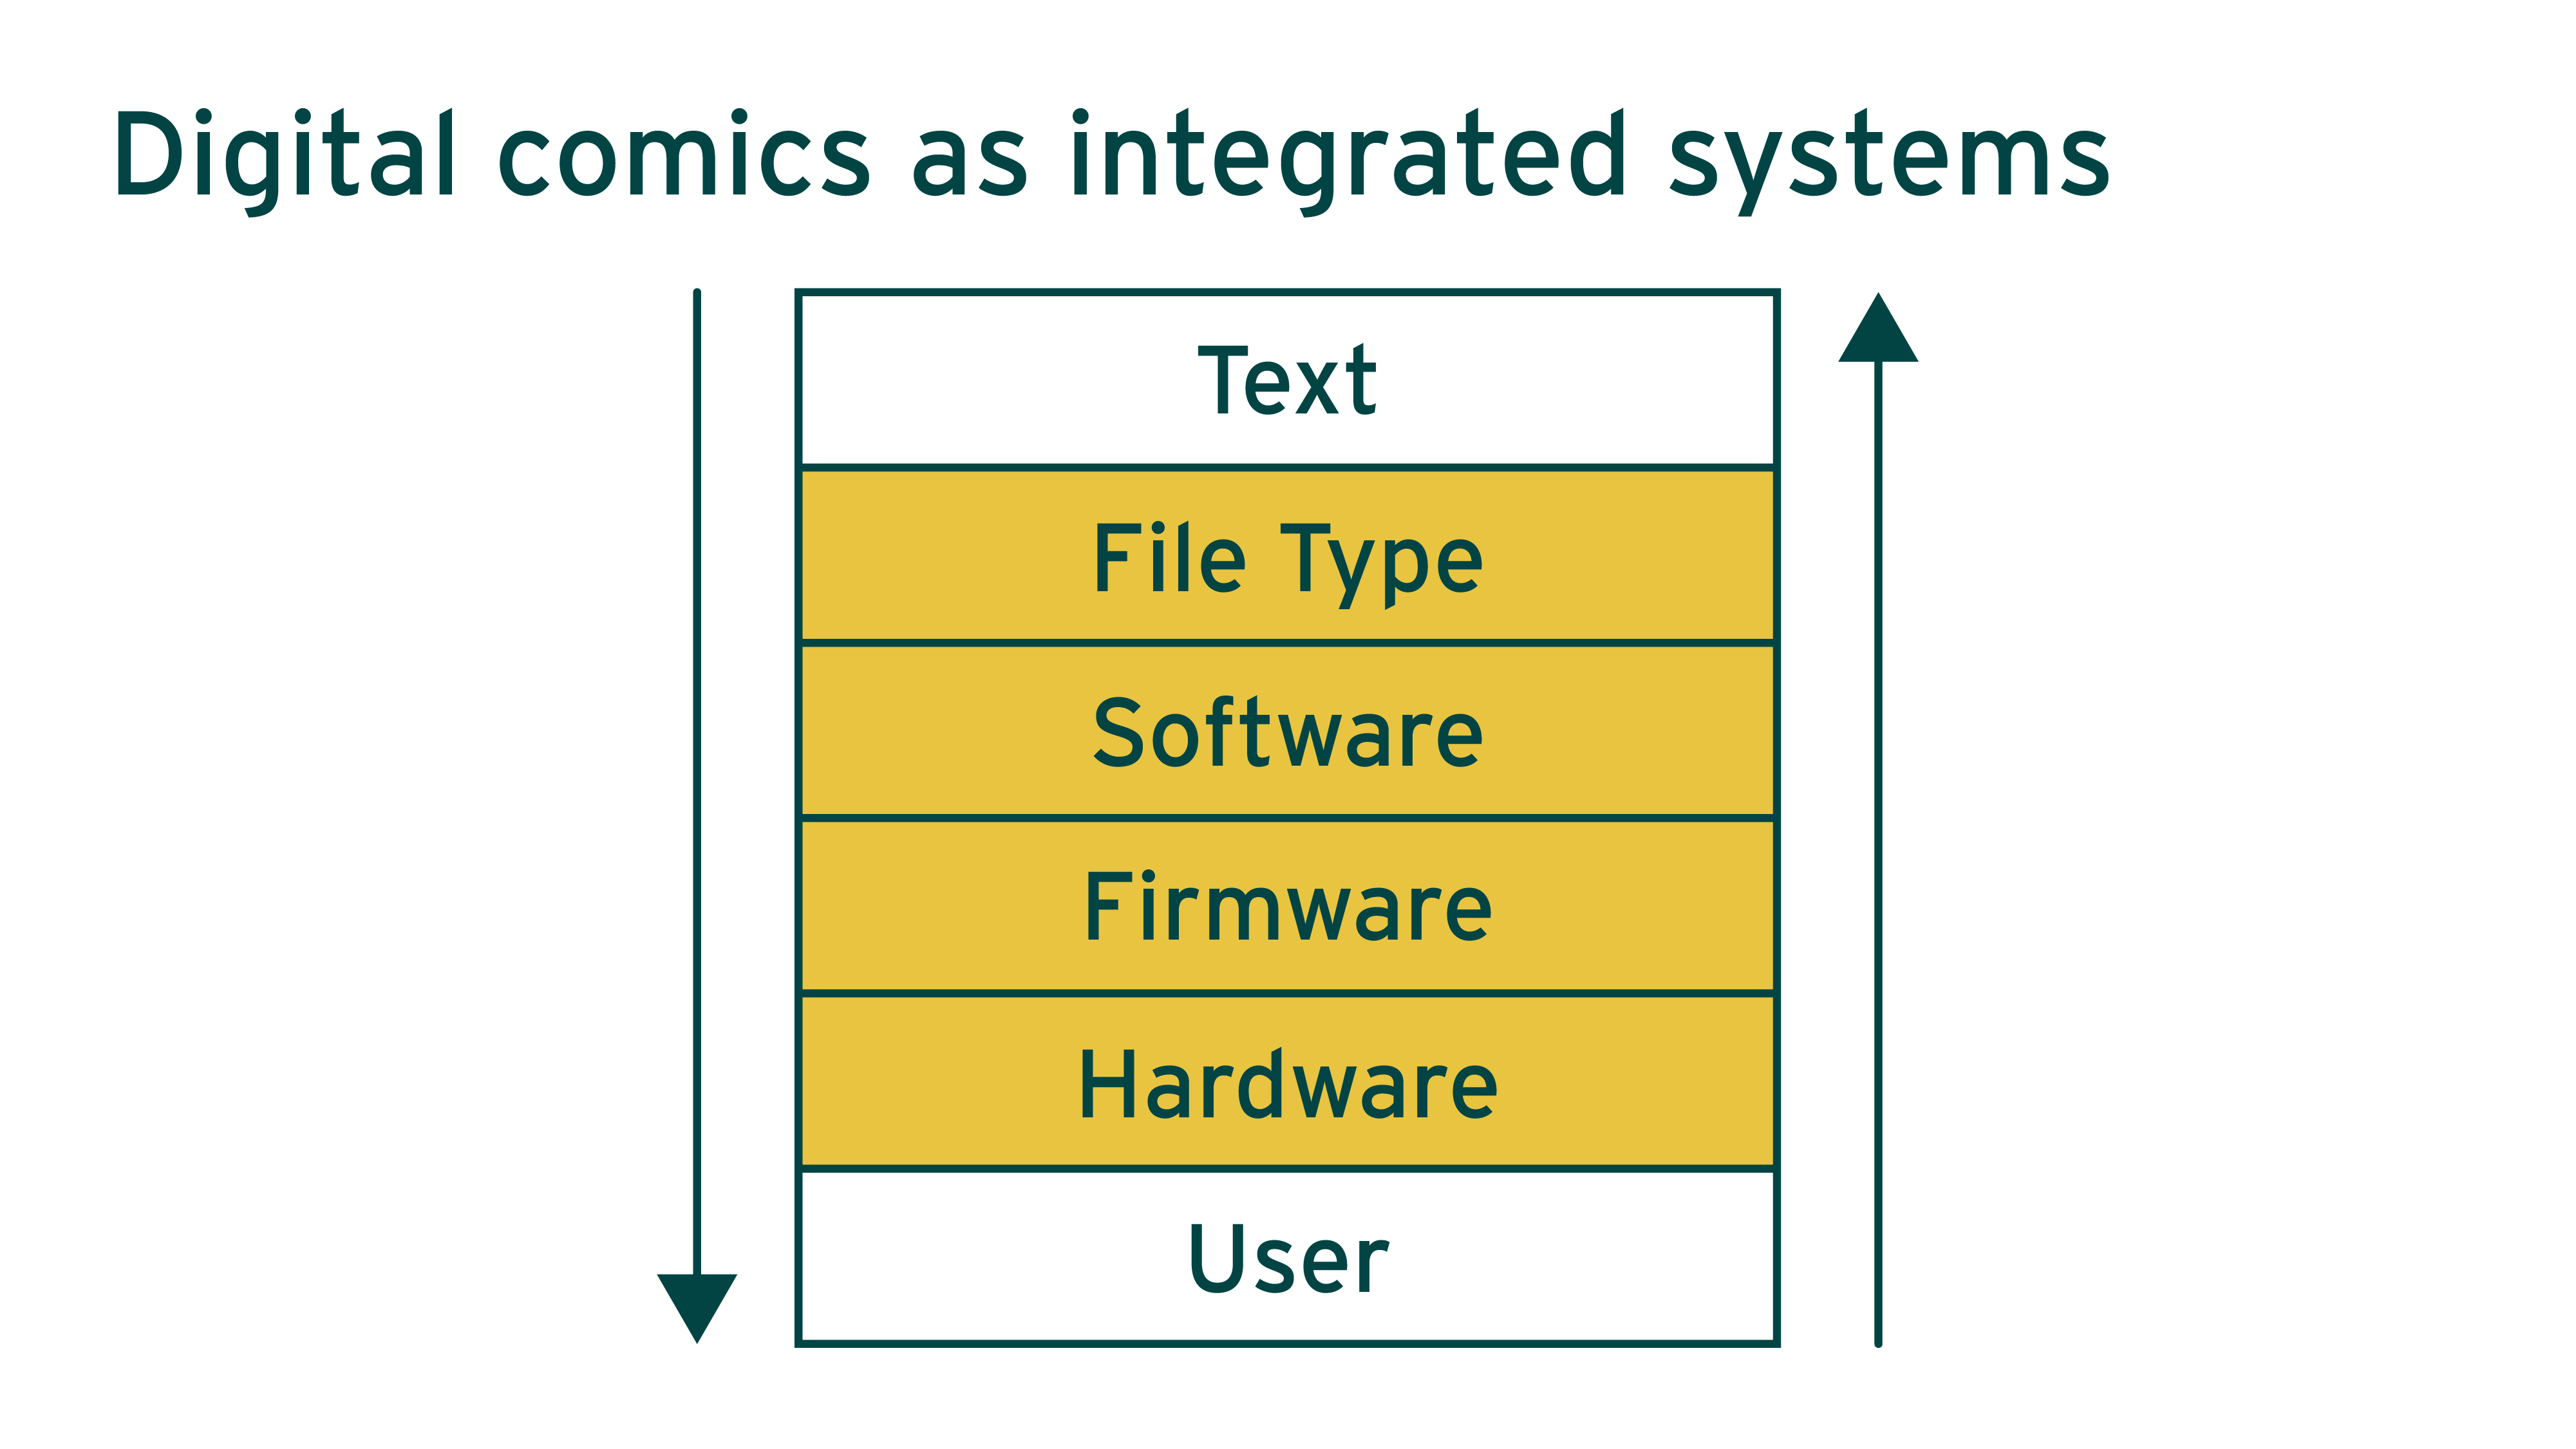 Digital comics as integrated systems
Text
File Type
Software
Firmware
Hardware
User